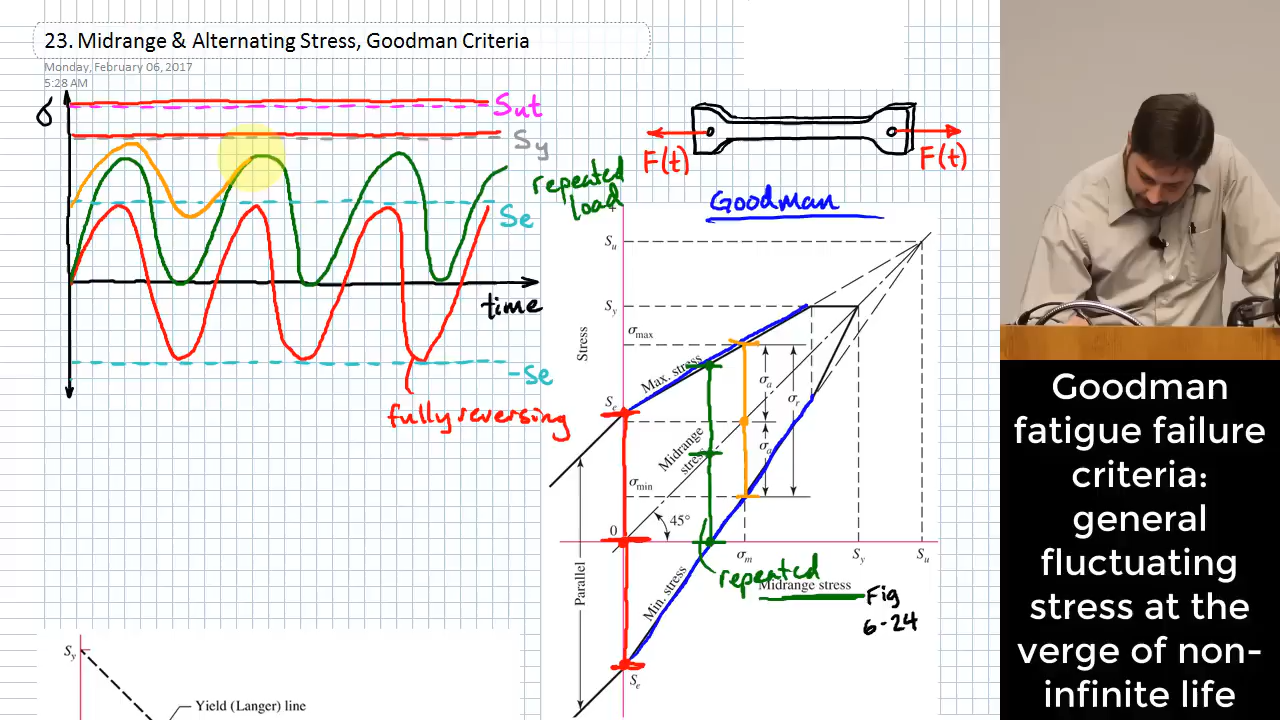 23. Midrange & Alternating Stress, Goodman Criteria
Monday, February 06, 2017
5:28 AM
σ
Sut
Sy
Se
-Se
time
repeated
load
fully reversing
F(t)
F(t)
Goodman
Su
Sy
σmax
Stress
Max. stress
Se
σa
σr
Midrange
stress
σa
σmin
0
45°
Parallel
σm
Sy
Su
repeated
Midrange stress
Min. stress
Fig
6-24
Se
Sy
Yield (Langer) line
Goodman
fatigue failure
criteria:
general
fluctuating
stress at the
verge of non-
infinite life